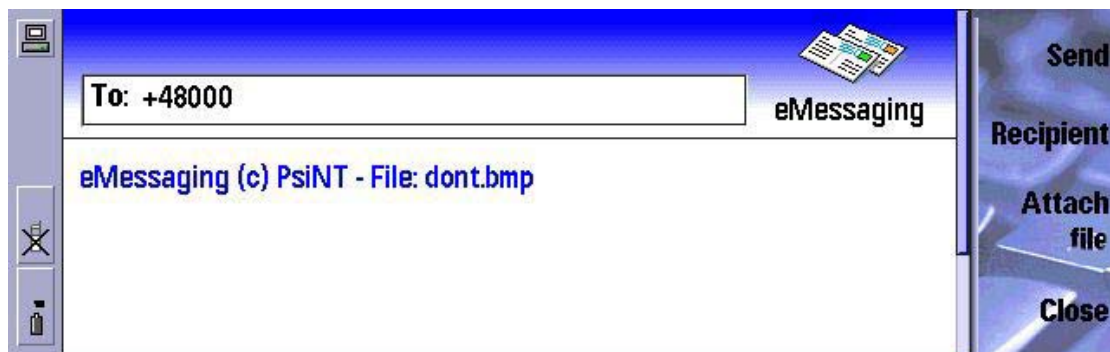 To: +48000
eMessaging
eMessaging (c) PsiNT - File: dont.bmp
Send
Recipient
Attach
file
Close